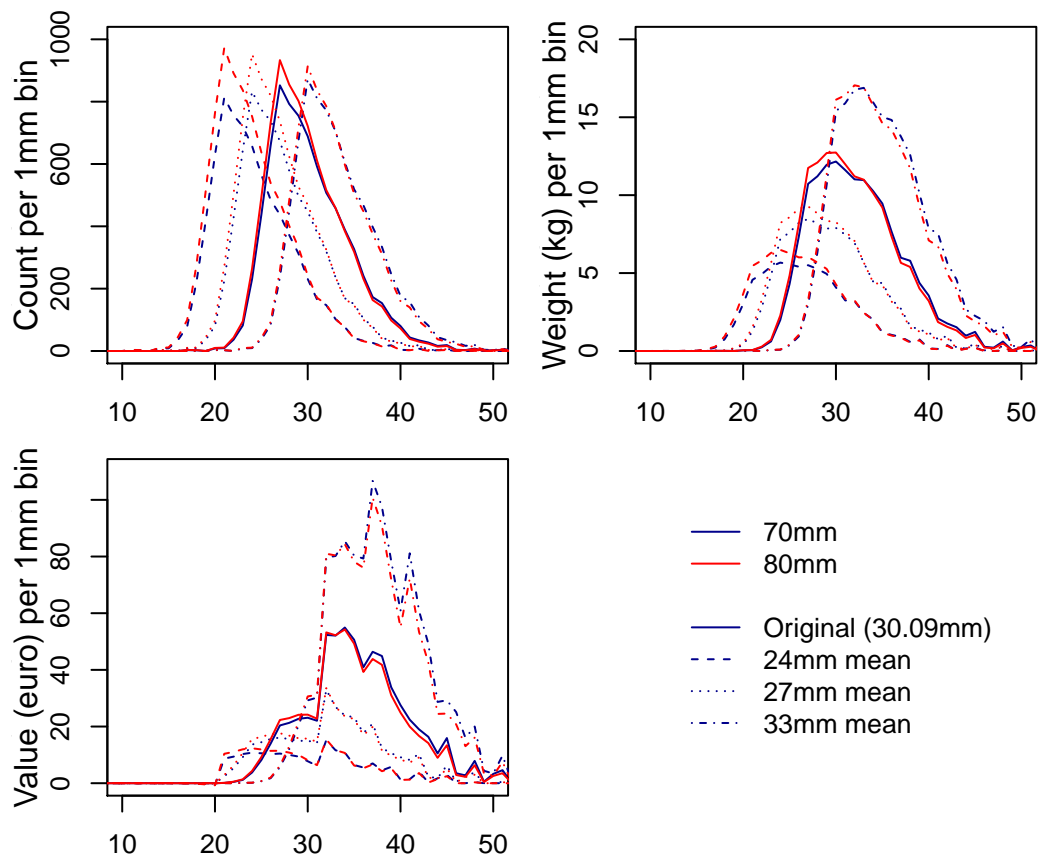 Count per 1mm bin
0 200 600 1000
10 20 30 40 50
Weight (kg) per 1mm bin
0 5 10 15 20
10 20 30 40 50
Value (euro) per 1mm bin
0 20 40 60 80
10 20 30 40 50
70mm
80mm
Original (30.09mm)
24mm mean
27mm mean
33mm mean